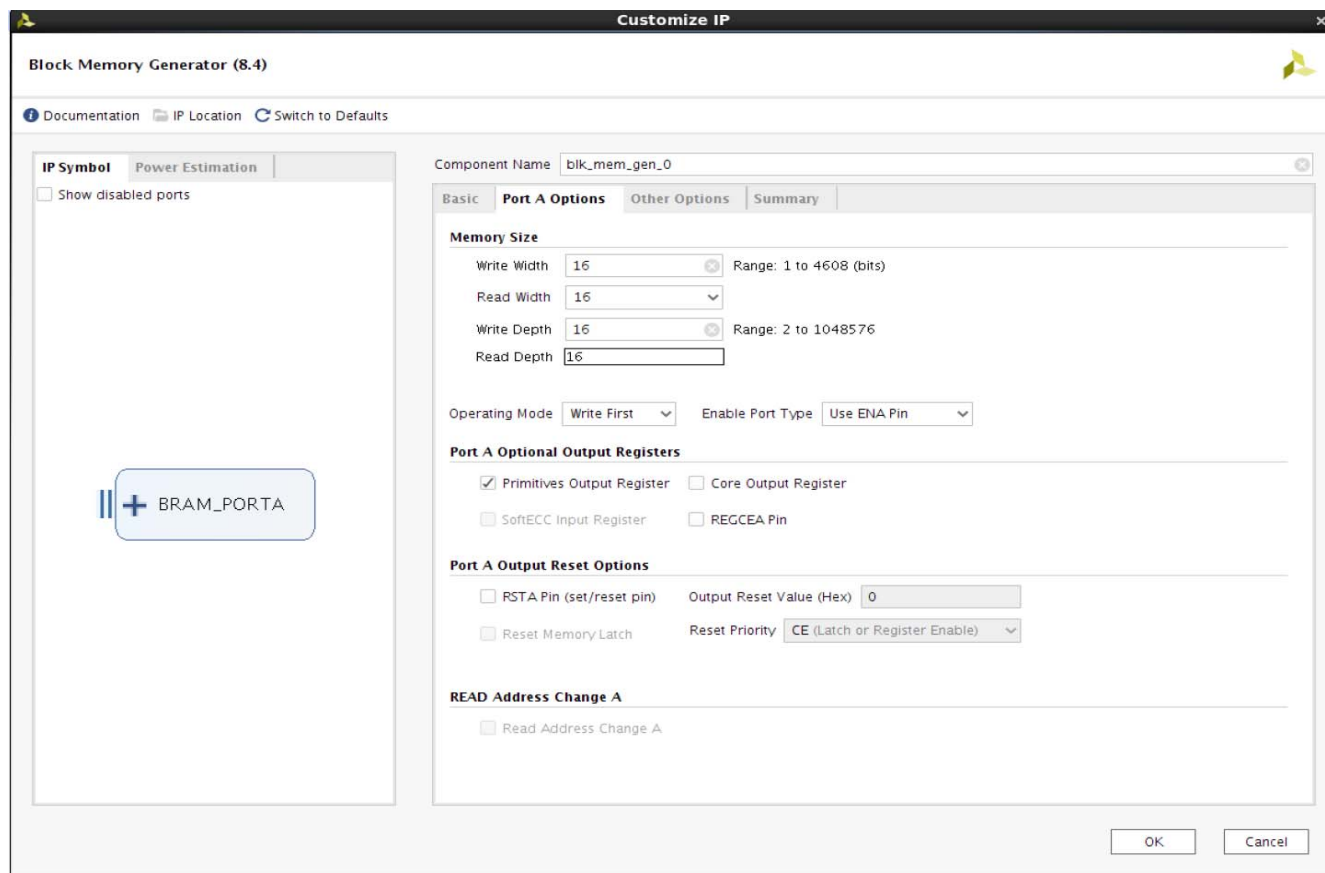 Customize IP
Block Memory Generator (8.4)
Documentation IP Location Switch to Defaults
IP Symbol Power Estimation
Show disabled ports
BRAM_PORTA
Component Name blk_mem_gen_0
Basic Port A Options Other Options Summary
Memory Size
Write Width 16 Range: 1 to 4608 (bits)
Read Width 16
Write Depth 16 Range: 2 to 1048576
Read Depth 16
Operating Mode Write First Enable Port Type Use ENA Pin
Port A Optional Output Registers
Primitives Output Register Core Output Register
SoftECC Input Register REGCEA Pin
Port A Output Reset Options
RSTA Pin (set/reset pin) Output Reset Value (Hex) 0
Reset Memory Latch Reset Priority CE (Latch or Register Enable)
READ Address Change A
Read Address Change A
OK Cancel